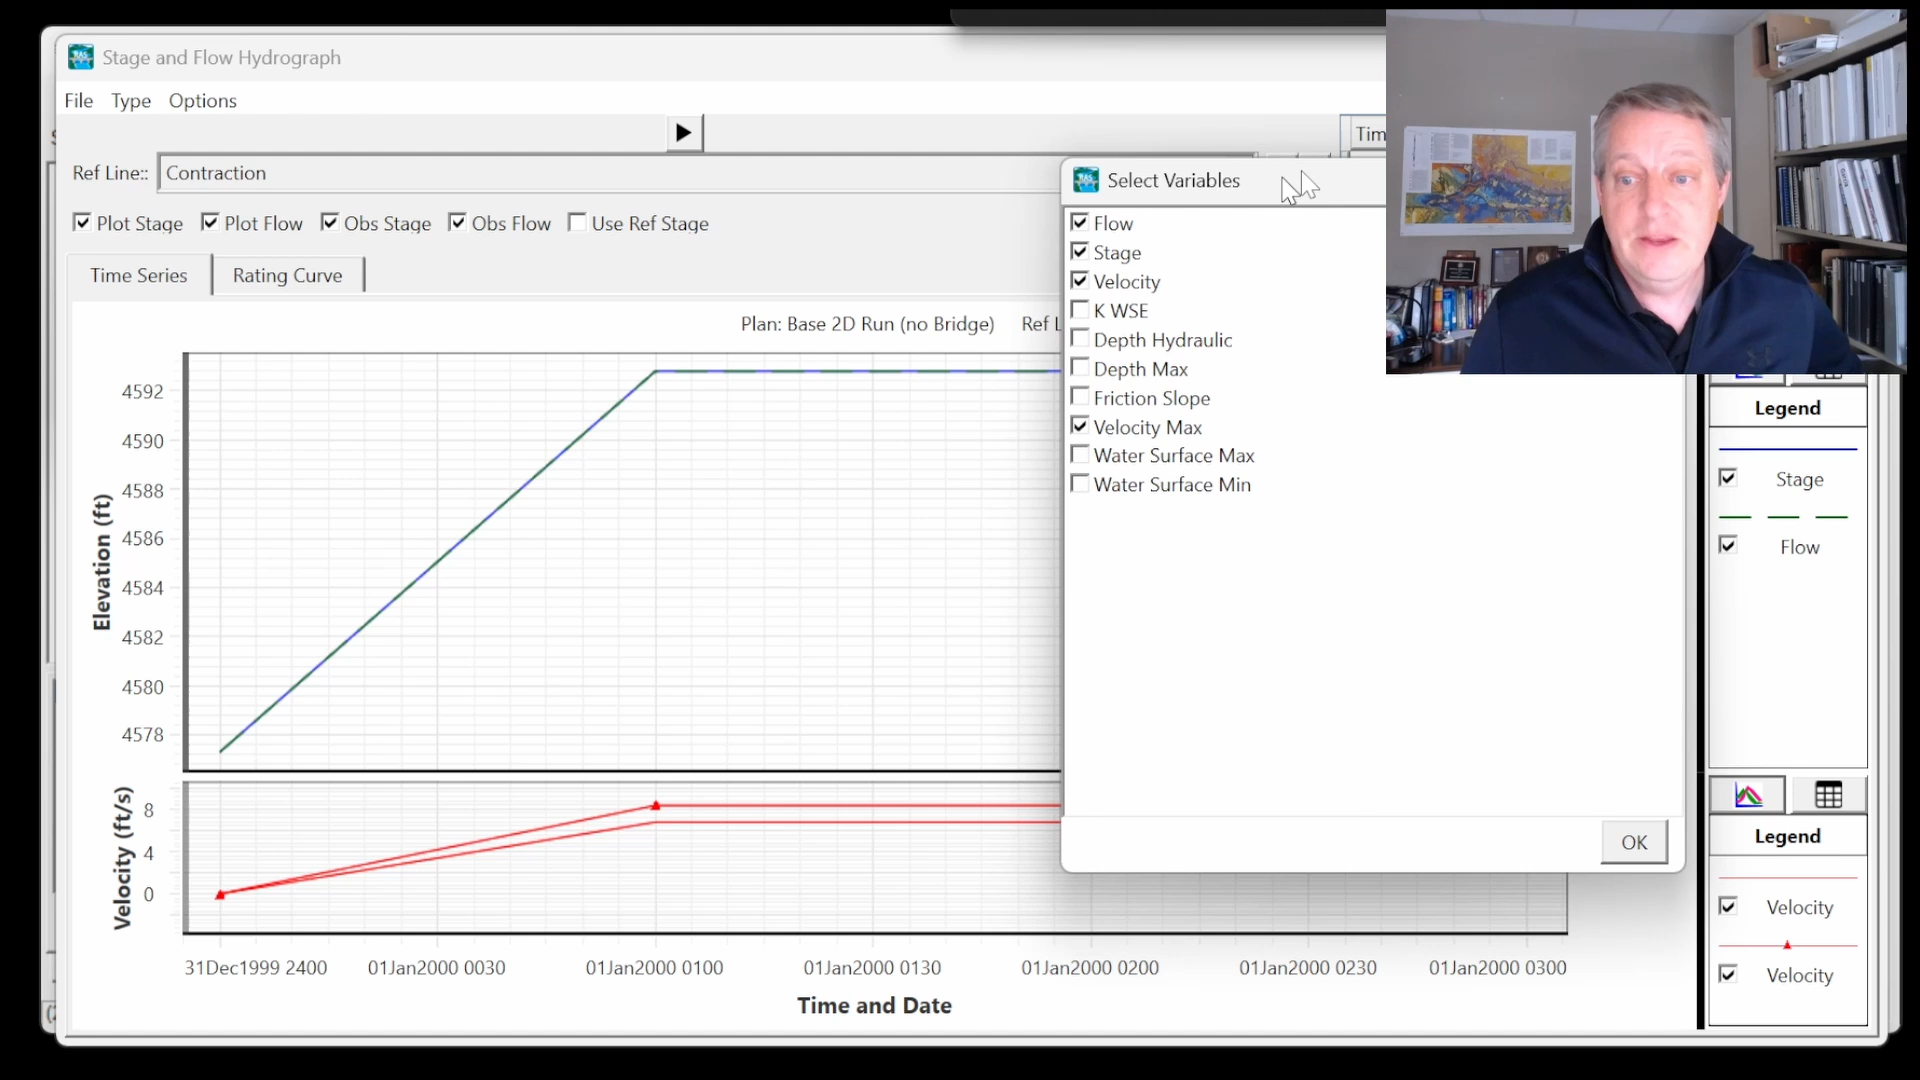 Stage and Flow Hydrograph
File Type Options
Tim
Ref Line:: Contraction
Plot Stage Plot Flow Obs Stage Obs Flow Use Ref Stage
Time Series Rating Curve
Plan: Base 2D Run (no Bridge) Ref L
Elevation (ft)
4592
4590
4588
4586
4584
4582
4580
4578
Velocity (ft/s)
8
4
0
31Dec1999 2400 01Jan2000 0030 01Jan2000 0100 01Jan2000 0130 01Jan2000 0200 01Jan2000 0230 01Jan2000 0300
Time and Date
Select Variables
Flow
Stage
Velocity
K WSE
Depth Hydraulic
Depth Max
Friction Slope
Velocity Max
Water Surface Max
Water Surface Min
OK
Legend
Stage
Flow
Legend
Velocity
Velocity